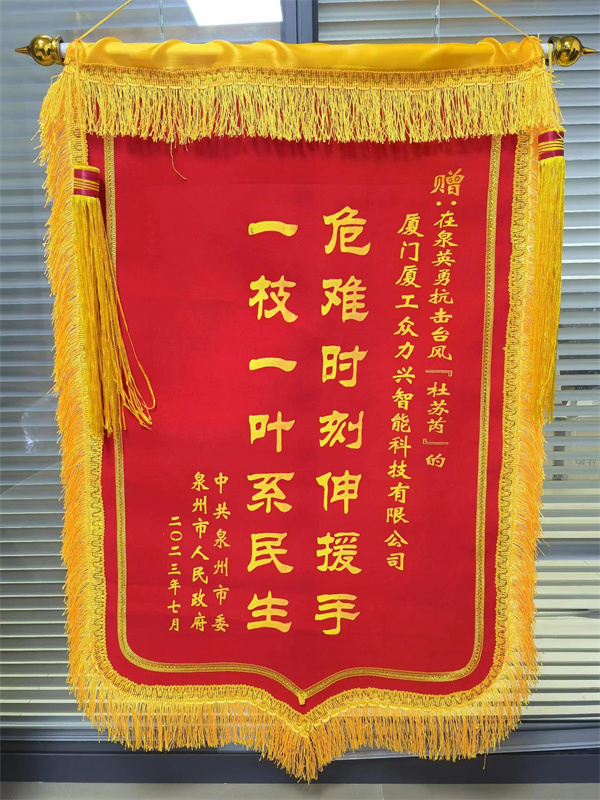 赠：在泉英勇抗击台风『杜苏芮』的
厦门厦工众力兴智能科技有限公司
危难时刻伸援手
一枝一叶系民生
中共泉州市委
泉州市人民政府
二〇二三年七月